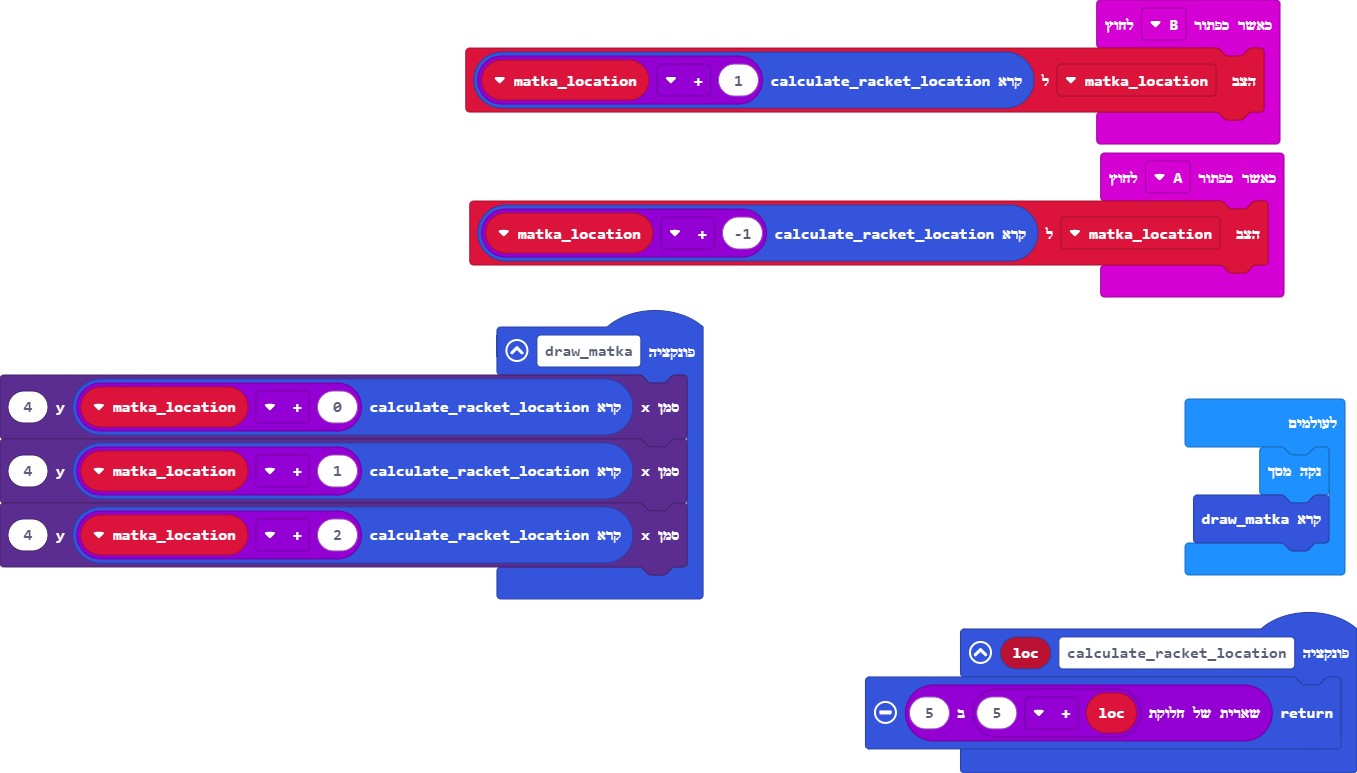 כאשר כפתור B לחוץ
הצב matka_location ל קרא calculate_racket_location 1 + matka_location
כאשר כפתור A לחוץ
הצב matka_location ל קרא calculate_racket_location -1 + matka_location
פונקציה draw_matka
סמן x קרא calculate_racket_location 0 + matka_location y 4
סמן x קרא calculate_racket_location 1 + matka_location y 4
סמן x קרא calculate_racket_location 2 + matka_location y 4
לעולמים
נקה מסך
קרא draw_matka
פונקציה calculate_racket_location loc
return שארית של חלוקת loc + 5 ב 5